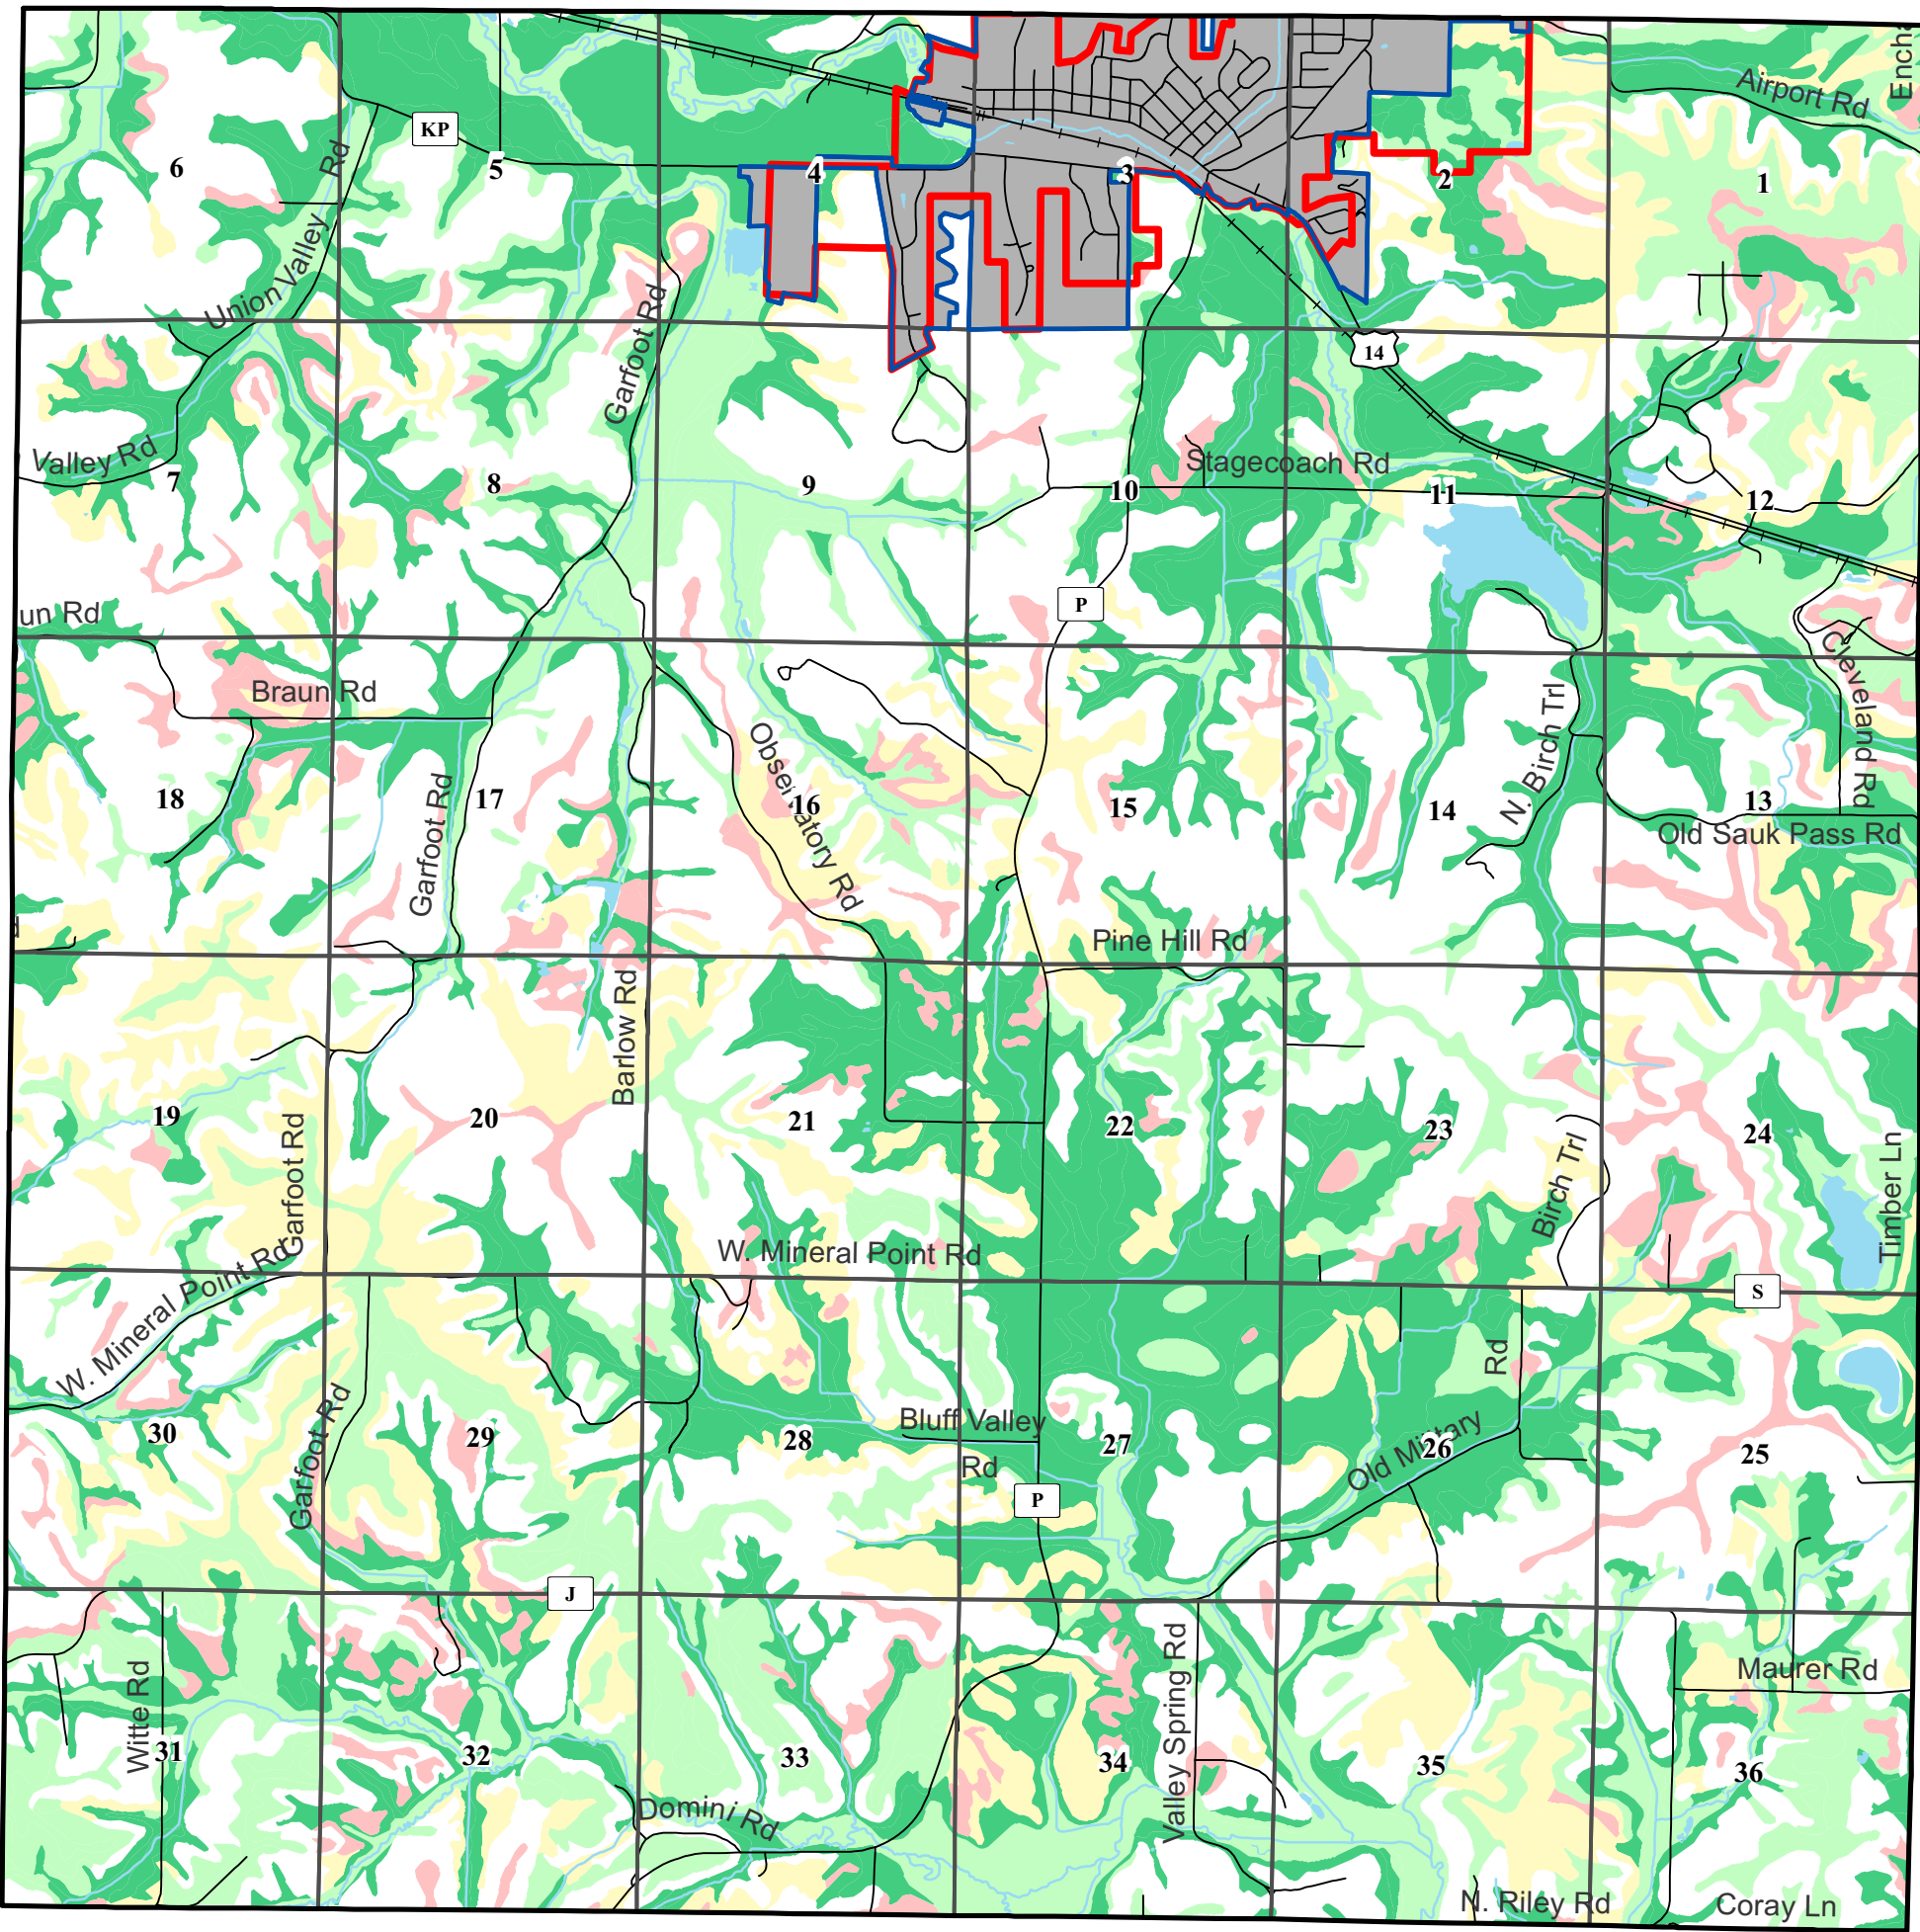 Encha
Airport Rd
KP
Rd
6
5
4
3
2
1
Union Valley
Garfoot Rd
14
Valley Rd
7
8
9
10
Stagecoach Rd
11
12
un Rd
P
Braun Rd
Cleveland Rd
N. Birch Trl
Observatory Rd
18
Garfoot Rd
17
16
15
14
13
Old Sauk Pass Rd
d
Pine Hill Rd
Barlow Rd
19
Garfoot Rd
20
21
22
23
24
Birch Trl
Timber Ln
W. Mineral Point Rd
W. Mineral Point Rd
S
Rd
30
Garfoot Rd
29
28
Bluff Valley
Rd
27
Old Military
26
25
P
J
Witte Rd
31
32
33
34
Valley Spring Rd
35
Maurer Rd
36
Domini Rd
N. Riley Rd
Coray Ln